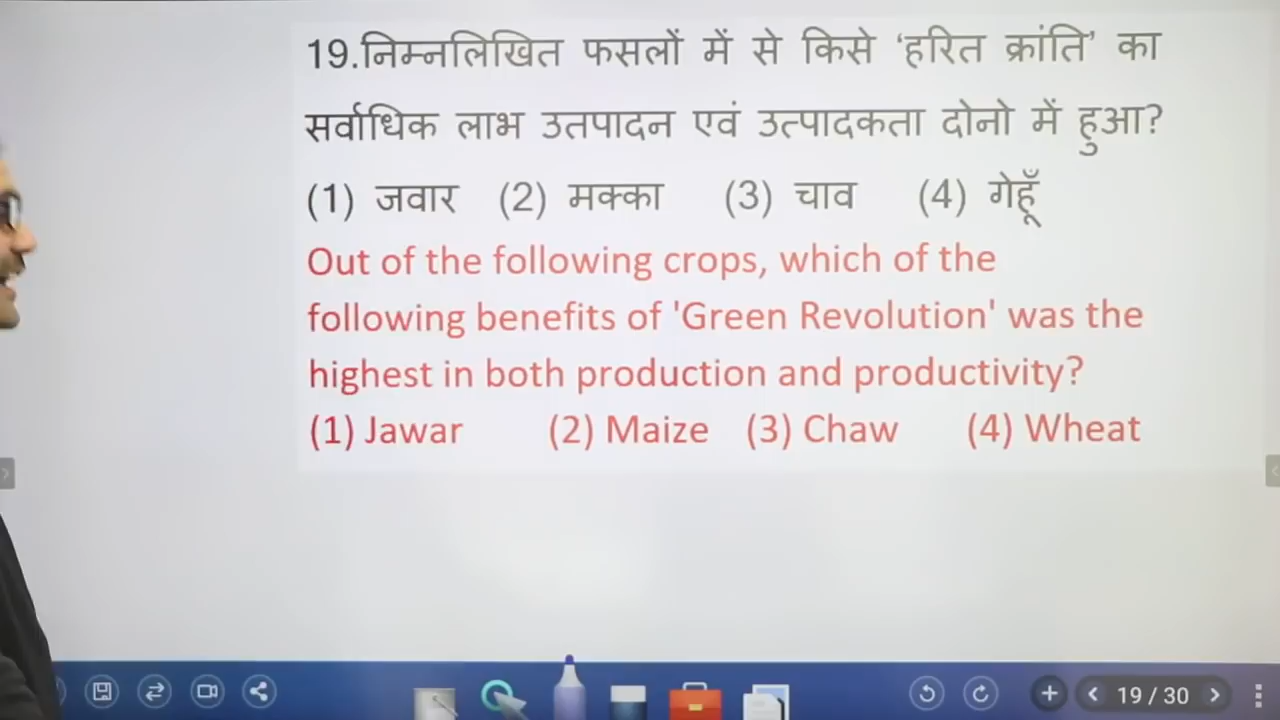 19.निम्नलिखित फसलों में से किसे ‘हरित क्रांति’ का
सर्वाधिक लाभ उतपादन एवं उत्पादकता दोनो में हुआ?
(1) जवार (2) मक्का (3) चाव (4) गेहूँ
Out of the following crops, which of the
following benefits of 'Green Revolution' was the
highest in both production and productivity?
(1) Jawar (2) Maize (3) Chaw (4) Wheat
19 / 30